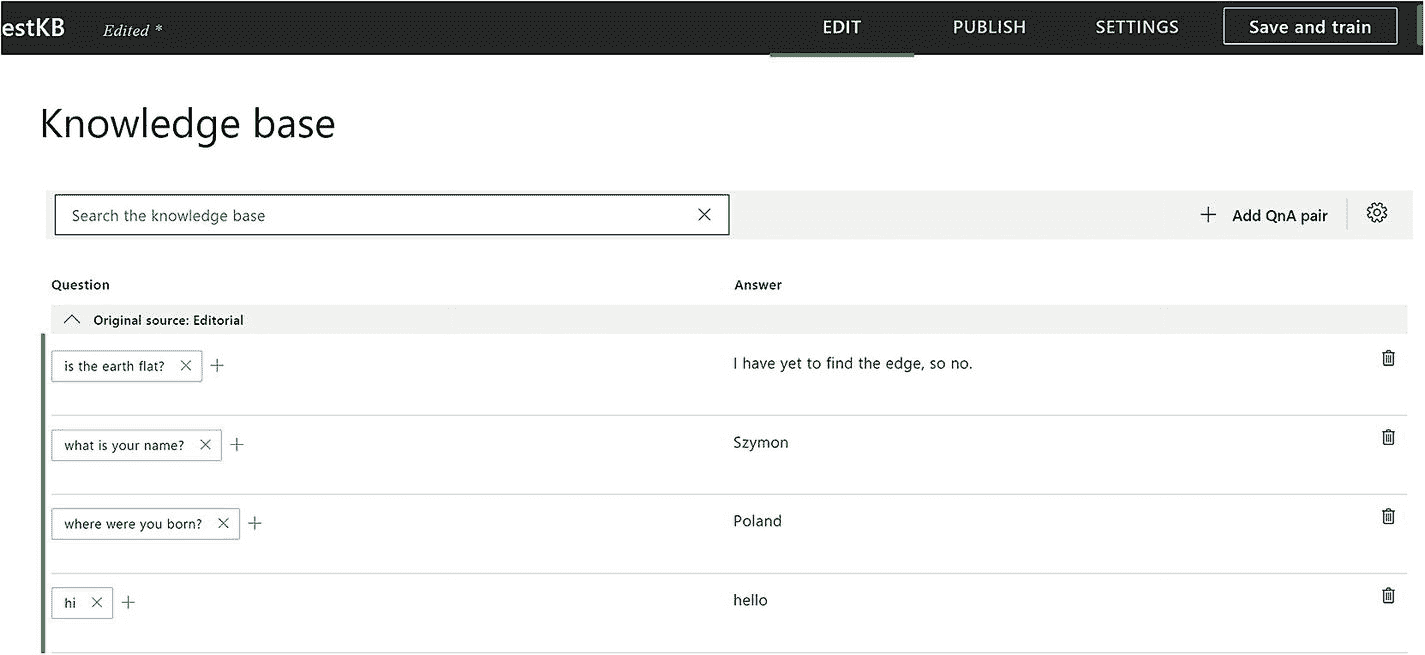 estKB Edited * EDIT PUBLISH SETTINGS Save and train
Knowledge base
Search the knowledge base Add QnA pair
Question Answer
Original source: Editorial
is the earth flat? I have yet to find the edge, so no.
what is your name? Szymon
where were you born? Poland
hi hello